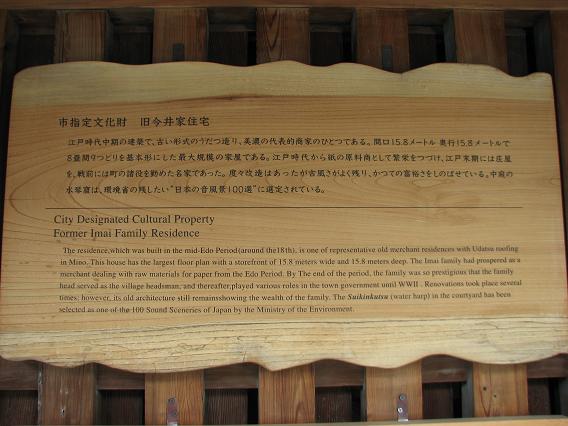 市指定文化財　旧今井家住宅
江戸時代中期の建築で、古い形式のうだつ造り、美濃の代表的商家のひとつである。間口15.8メートル 奥行15.8メートルで
8畳間9つどりを基本形にした最大規模の家屋である。江戸時代から紙の原料商として繁栄をつづけ、江戸末期には庄屋
を、戦前には町の諸役を勤めた名家であった。度々改造はあったが古風さがよく残り、かつての富裕さをしのばせている。中庭の
水琴窟は、環境省の残したい"日本の音風景100選"に選定されている。
City Designated Cultural Property
Former Imai Family Residence
The residence,which was built in the mid-Edo Period(around the18th), is one of representative old merchant residences with Udatsu roofing
in Mino. This house has the largest floor plan with a storefront of 15.8 meters wide and 15.8 meters deep. The Imai family had prospered as a
merchant dealing with raw materials for paper from the Edo Period. By The end of the period, the family was so prestigious that the family
head served as the village headsman, and thereafter,played various roles in the town government until WWII . Renovations took place several
times; however, its old architecture still remainsshowing the wealth of the family. The Suikinkutsu (water harp) in the courtyard has been
selected as one of the 100 Sound Sceneries of Japan by the Ministry of the Environment.